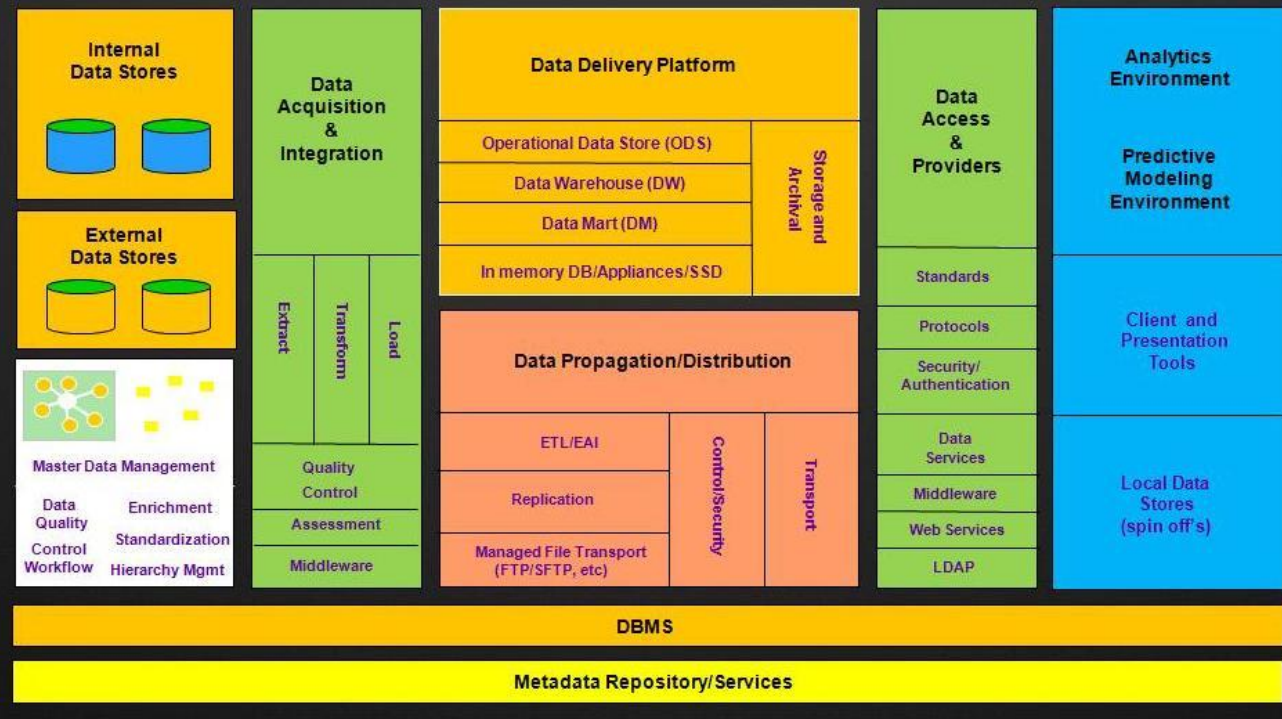 Internal
Data Stores
External
Data Stores
Master Data Management
Data
Quality
Enrichment
Standardization
Control
Workflow
Hierarchy Mgmt
Data
Acquisition
&
Integration
Extract
Transform
Load
Quality
Control
Assessment
Middleware
Data Delivery Platform
Operational Data Store (ODS)
Data Warehouse (DW)
Data Mart (DM)
In memory DB/Appliances/SSD
Storage and
Archival
Data Propagation/Distribution
ETL/EAI
Replication
Managed File Transport
(FTP/SFTP, etc)
Control/Security
Transport
Data
Access
&
Providers
Standards
Protocols
Security/
Authentication
Data
Services
Middleware
Web Services
LDAP
Analytics
Environment
Predictive
Modeling
Environment
Client and
Presentation
Tools
Local Data
Stores
(spin off's)
DBMS
Metadata Repository/Services